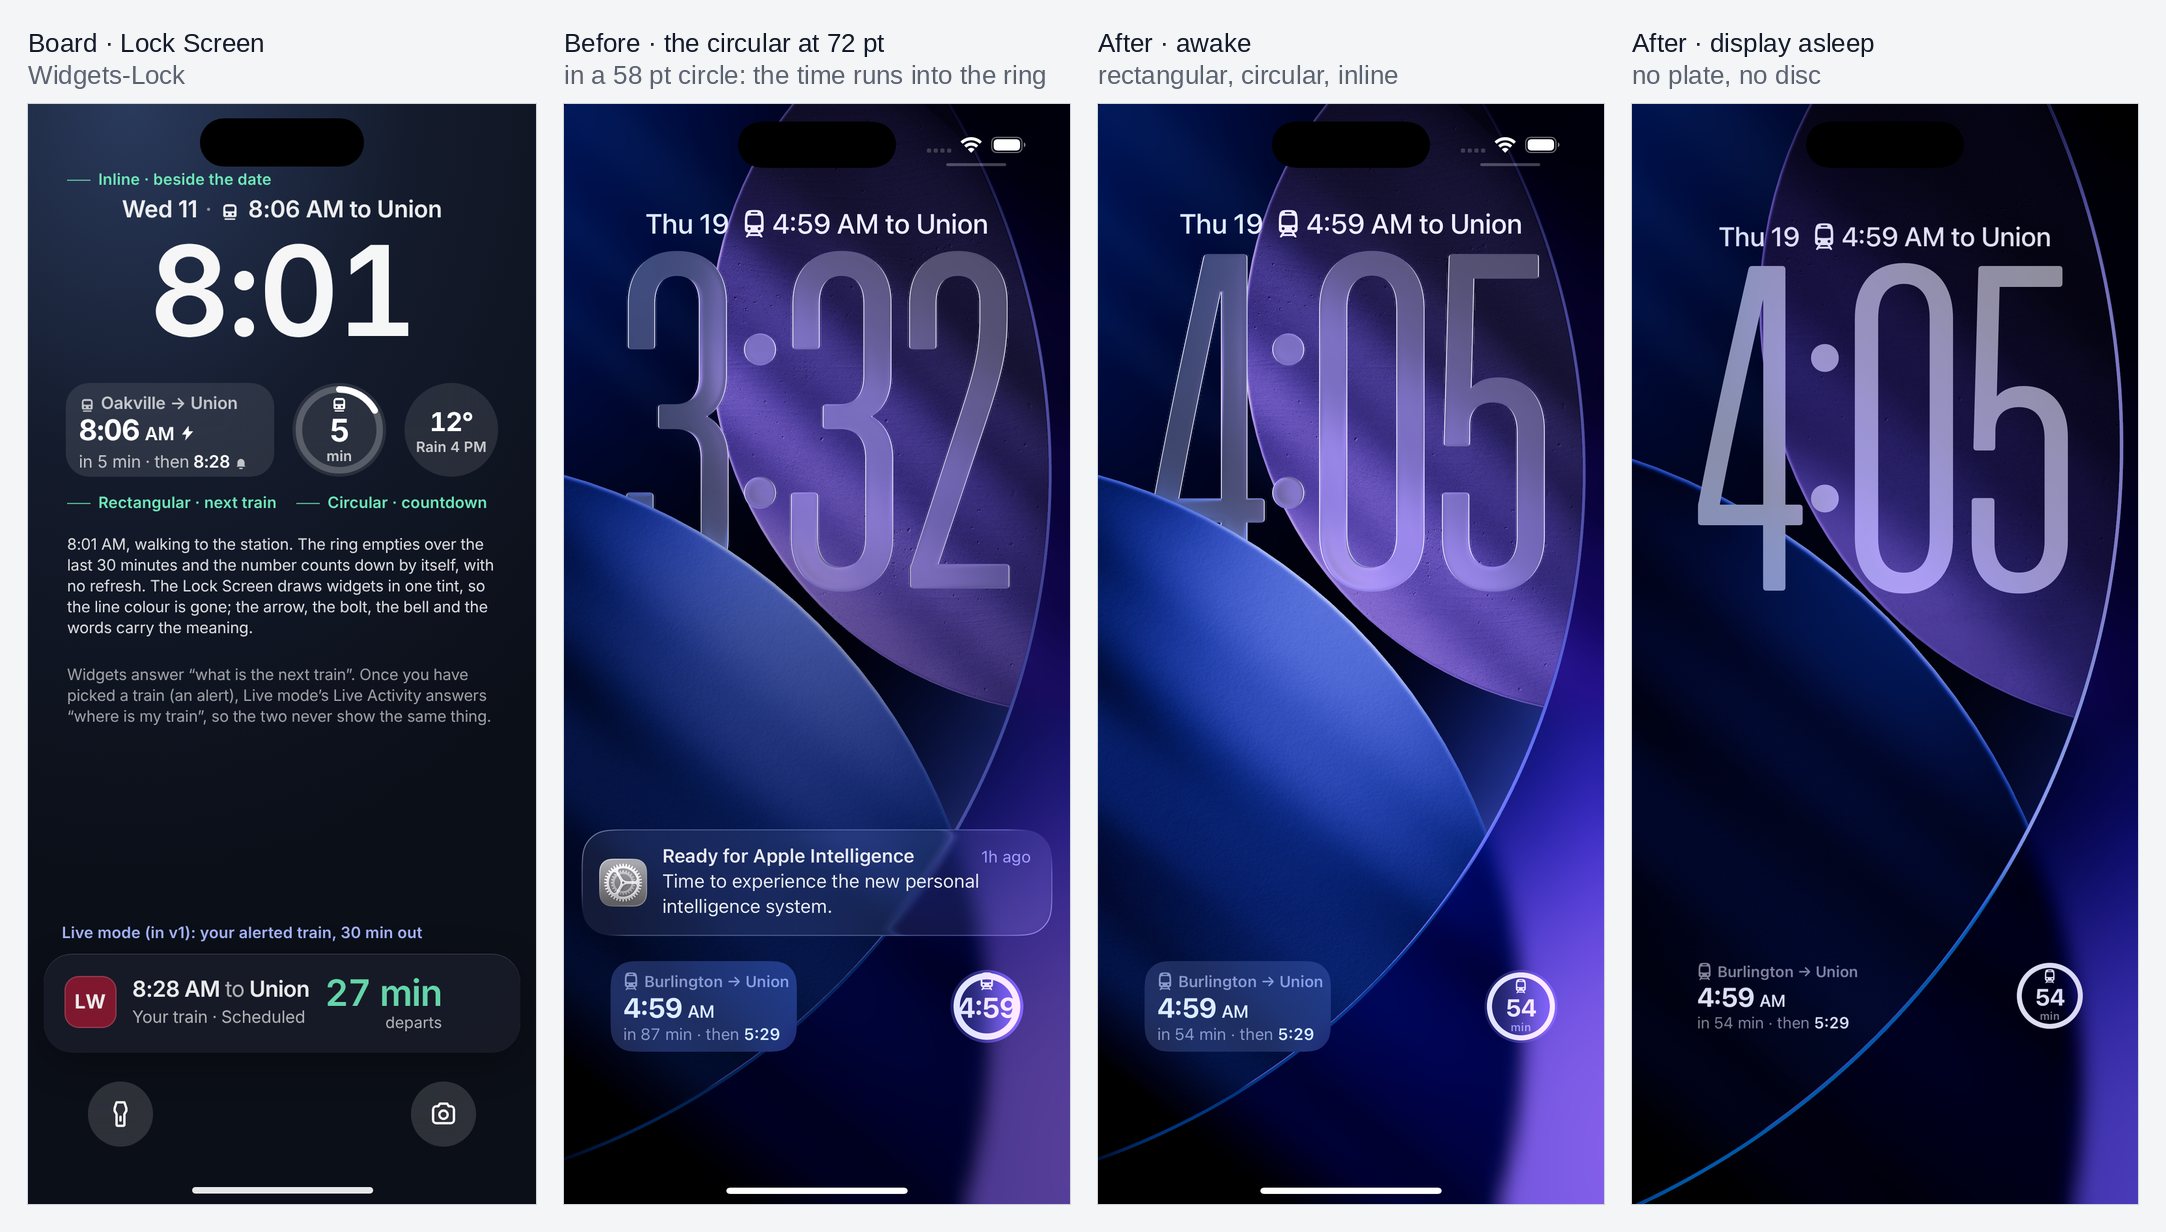 Board · Lock Screen
Widgets-Lock
Inline · beside the date
Wed 11 · 8:06 AM to Union
8:01
Oakville → Union
8:06 AM
in 5 min · then 8:28
5
min
12°
Rain 4 PM
Rectangular · next train
Circular · countdown
8:01 AM, walking to the station. The ring empties over the
last 30 minutes and the number counts down by itself, with
no refresh. The Lock Screen draws widgets in one tint, so
the line colour is gone; the arrow, the bolt, the bell and the
words carry the meaning.
Widgets answer “what is the next train”. Once you have
picked a train (an alert), Live mode’s Live Activity answers
“where is my train”, so the two never show the same thing.
Live mode (in v1): your alerted train, 30 min out
LW
8:28 AM to Union
Your train · Scheduled
27 min
departs
Before · the circular at 72 pt
in a 58 pt circle: the time runs into the ring
Thu 19 4:59 AM to Union
3:32
Ready for Apple Intelligence
1h ago
Time to experience the new personal
intelligence system.
Burlington → Union
4:59 AM
in 87 min · then 5:29
4:59
After · awake
rectangular, circular, inline
Thu 19 4:59 AM to Union
4:05
Burlington → Union
4:59 AM
in 54 min · then 5:29
54
min
After · display asleep
no plate, no disc
Thu 19 4:59 AM to Union
4:05
Burlington → Union
4:59 AM
in 54 min · then 5:29
54
min